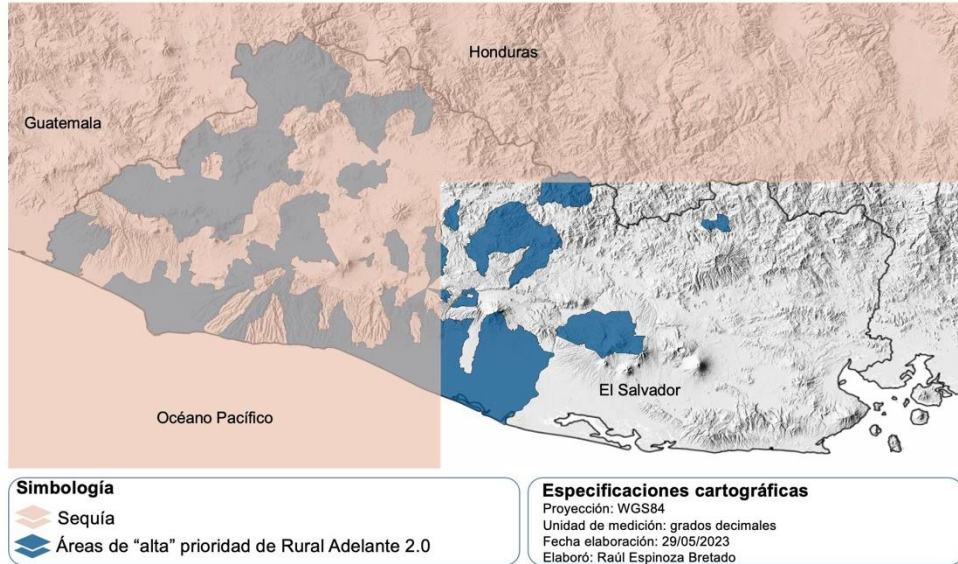 Honduras
Guatemala
El Salvador
Océano Pacífico
Simbología
Sequía
Áreas de “alta” prioridad de Rural Adelante 2.0
Especificaciones cartográficas
Proyección: WGS84
Unidad de medición: grados decimales
Fecha elaboración: 29/05/2023
Elaboró: Raúl Espinoza Bretado